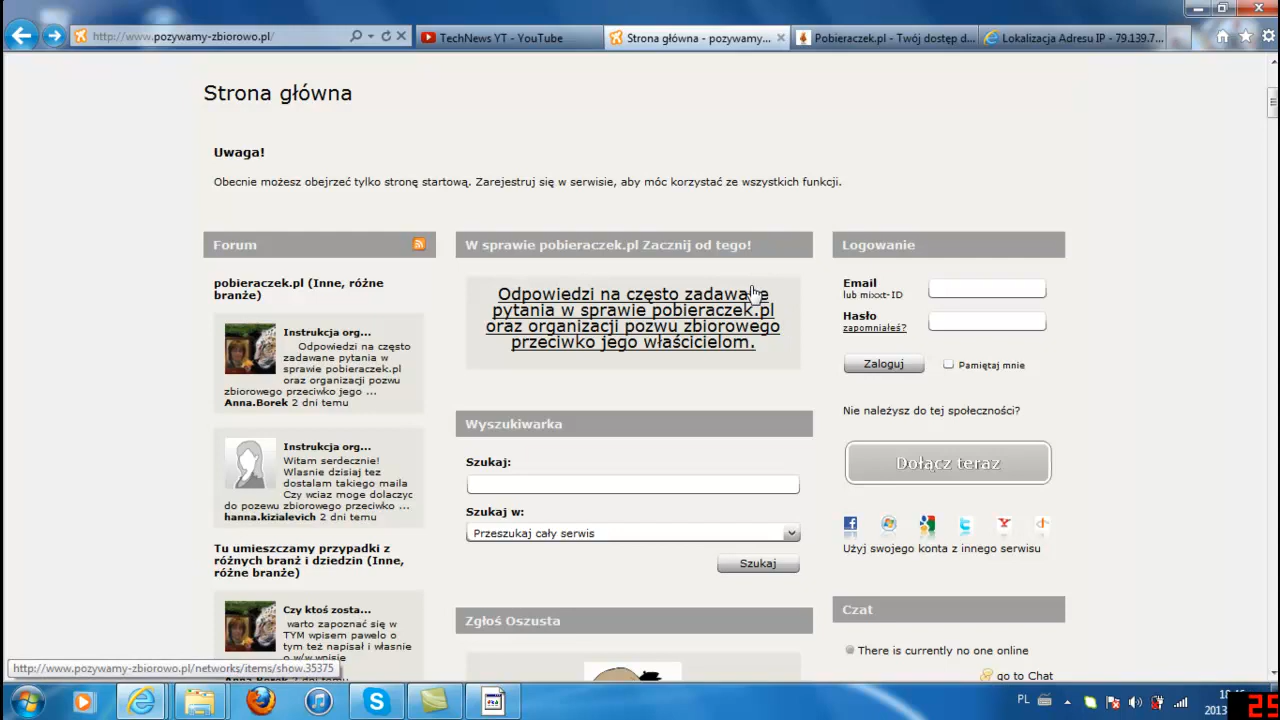 http://www.pozywamy-zbiorowo.pl/
TechNews YT - YouTube
Strona główna - pozywamy...
Pobieraczek.pl - Twój dostęp d...
Lokalizacja Adresu IP - 79.139.7...
Strona główna
Uwaga!
Obecnie możesz obejrzeć tylko stronę startową. Zarejestruj się w serwisie, aby móc korzystać ze wszystkich funkcji.
Forum
pobieraczek.pl (Inne, różne
branże)
Instrukcja org...
Odpowiedzi na często
zadawane pytania w
sprawie pobieraczek.pl
oraz organizacji pozwu
zbiorowego przeciwko jego ...
Anna.Borek 2 dni temu
Instrukcja org...
Witam serdecznie!
Wlasnie dzisiaj tez
dostalam takiego maila
Czy wciaz moge dolaczyc
do pozewu zbiorowego przeciwko ...
hanna.kizialevich 2 dni temu
Tu umieszczamy przypadki z
różnych branż i dziedzin (Inne,
różne branże)
Czy ktoś zosta...
warto zapoznać się w
TYM wpisem pawelo o
tym też napisał i własnie
o w/w wpisie
W sprawie pobieraczek.pl Zacznij od tego!
Odpowiedzi na często zadawane
pytania w sprawie pobieraczek.pl
oraz organizacji pozwu zbiorowego
przeciwko jego właścicielom.
Wyszukiwarka
Szukaj:
Szukaj w:
Przeszukaj cały serwis
Szukaj
Zgłoś Oszusta
Logowanie
Email
lub mixxt-ID
Hasło
zapomniałeś?
Zaloguj
Pamiętaj mnie
Nie należysz do tej społeczności?
Dołącz teraz
Użyj swojego konta z innego serwisu
Czat
There is currently no one online
go to Chat
http://www.pozywamy-zbiorowo.pl/networks/items/show.35375
PL
2013
25